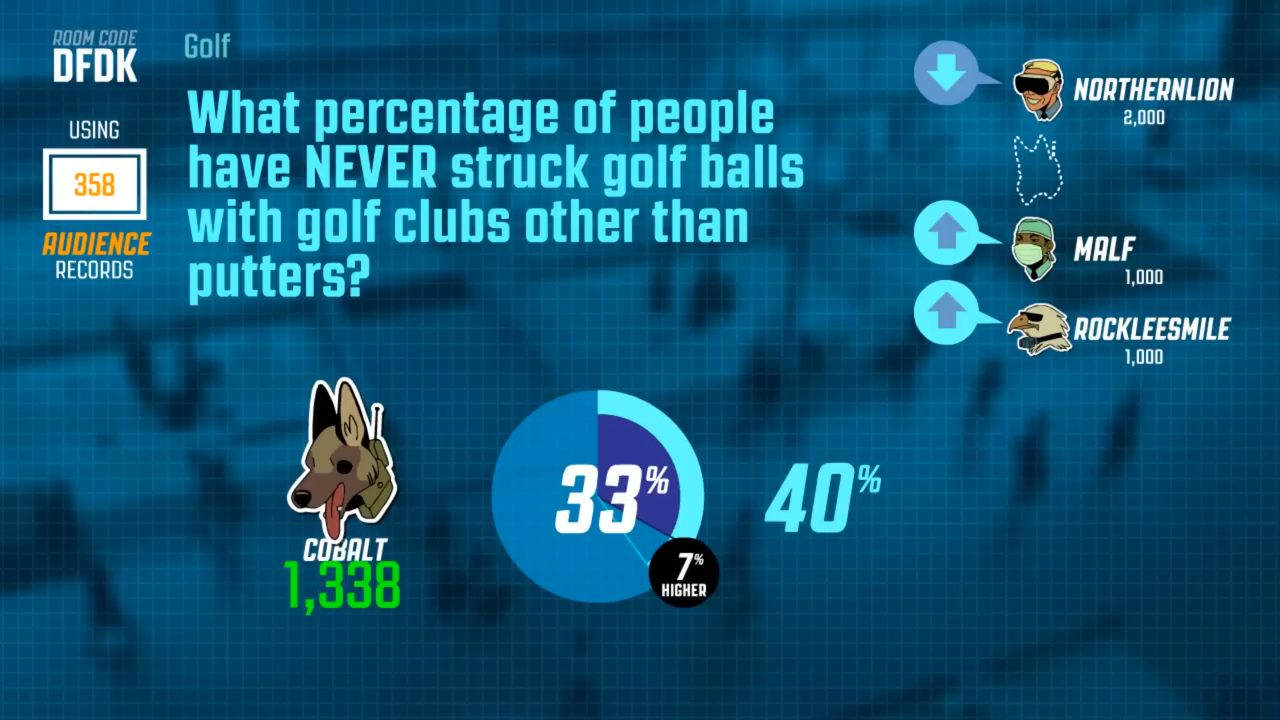 ROOM CODE
DFDK
USING
358
AUDIENCE
RECORDS
Golf
What percentage of people
have NEVER struck golf balls
with golf clubs other than
putters?
NORTHERNLION
2,000
MALF
1,000
ROCKLEESMILE
1,000
COBALT
1,338
33%
7%
HIGHER
40%